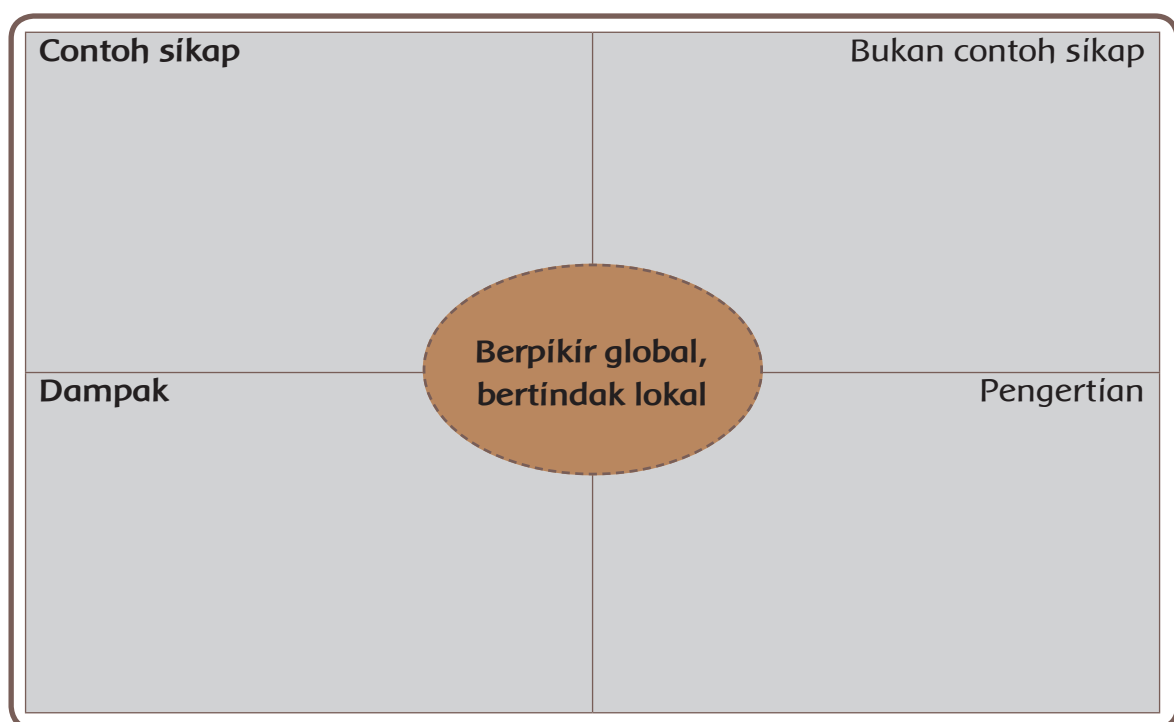 Contoh sikap
Bukan contoh sikap
Berpikir global,
bertindak lokal
Dampak
Pengertian